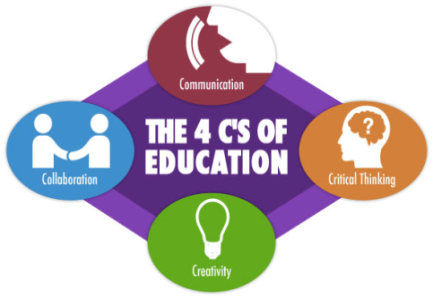 Communication
THE 4 C'S OF
EDUCATION
Collaboration
Critical Thinking
?
Creativity